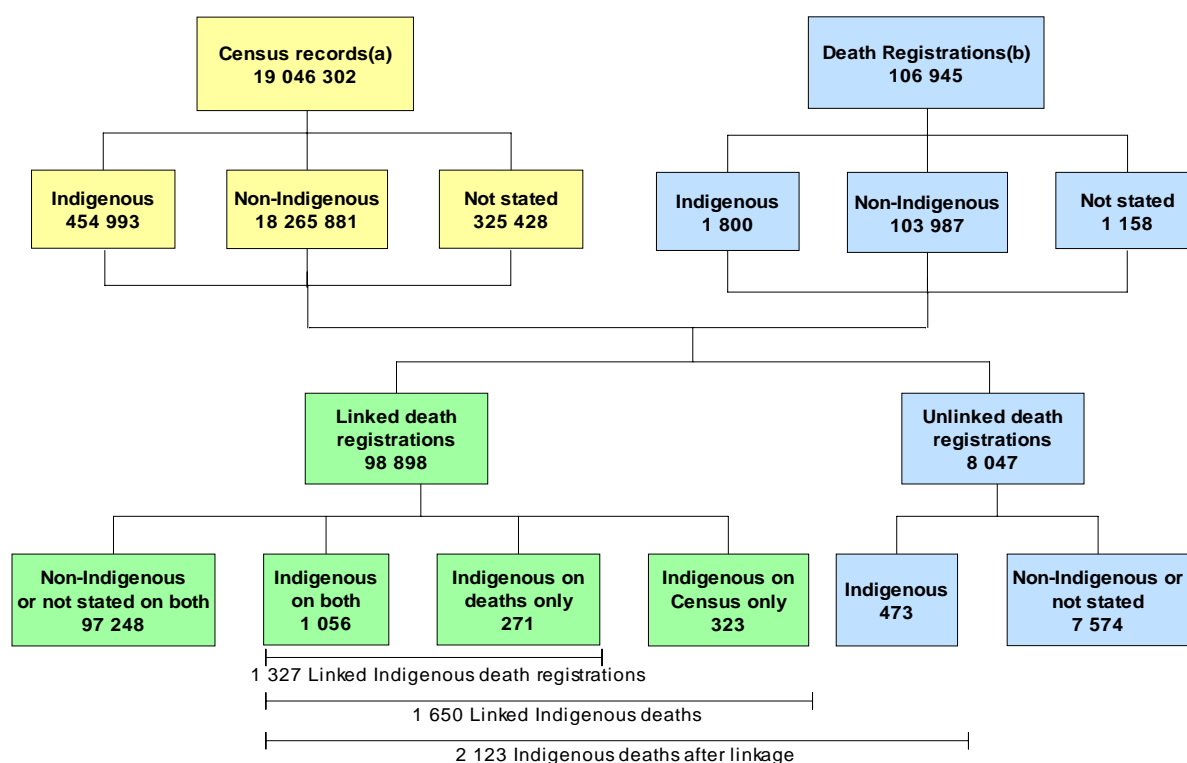 Census records(a)
19 046 302
Death Registrations(b)
106 945
Indigenous
454 993
Non-Indigenous
18 265 881
Not stated
325 428
Indigenous
1 800
Non-Indigenous
103 987
Not stated
1 158
Linked death
registrations
98 898
Unlinked death
registrations
8 047
Non-Indigenous
or not stated on both
97 248
Indigenous
on both
1 056
Indigenous on
deaths only
271
Indigenous on
Census only
323
Indigenous
473
Non-Indigenous or
not stated
7 574
1 327 Linked Indigenous death registrations
1 650 Linked Indigenous deaths
2 123 Indigenous deaths after linkage